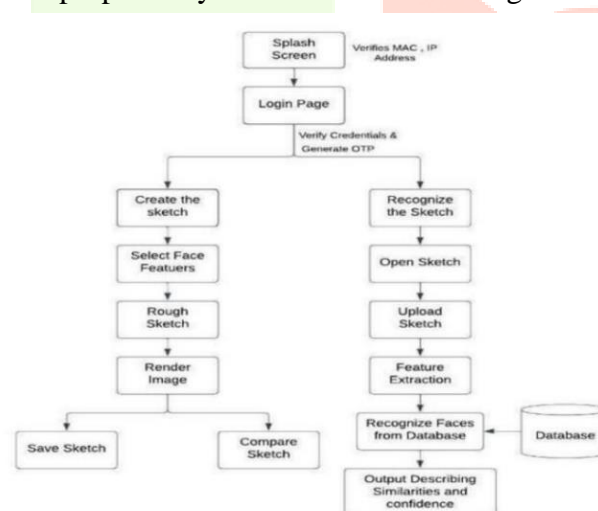 Splash
Screen
Verifies MAC , IP
Address
Login Page
Verify Credentials &
Generate OTP
Create the
sketch
Recognize
the Sketch
Select Face
Featuers
Open Sketch
Rough
Sketch
Upload
Sketch
Render
Image
Feature
Extraction
Save Sketch
Compare
Sketch
Recognize Faces
from Database
Database
Output Describing
Similarities and
confidence